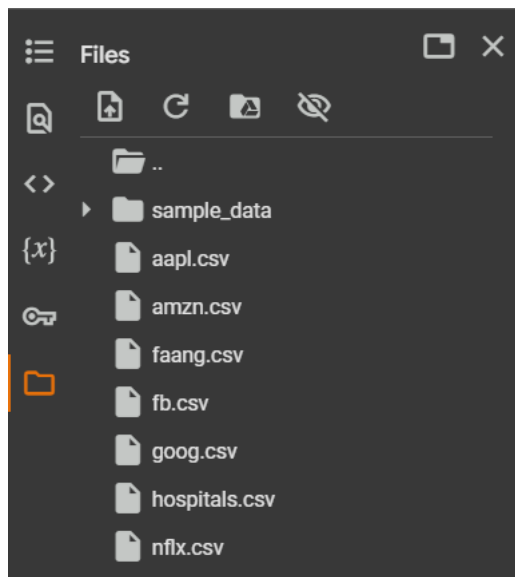 Files
..
sample_data
aapl.csv
amzn.csv
{x}
faang.csv
fb.csv
goog.csv
hospitals.csv
nflx.csv